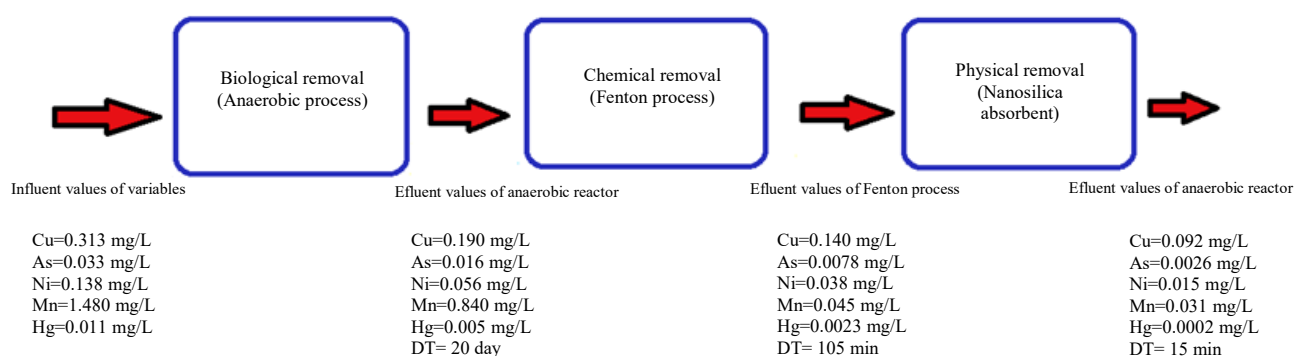 Biological removal
(Anaerobic process)
Chemical removal
(Fenton process)
Physical removal
(Nanosilica
absorbent)
Influent values of variables
Efluent values of anaerobic reactor
Efluent values of Fenton process
Efluent values of anaerobic reactor
Cu=0.313 mg/L
As=0.033 mg/L
Ni=0.138 mg/L
Mn=1.480 mg/L
Hg=0.011 mg/L
Cu=0.190 mg/L
As=0.016 mg/L
Ni=0.056 mg/L
Mn=0.840 mg/L
Hg=0.005 mg/L
DT= 20 day
Cu=0.140 mg/L
As=0.0078 mg/L
Ni=0.038 mg/L
Mn=0.045 mg/L
Hg=0.0023 mg/L
DT= 105 min
Cu=0.092 mg/L
As=0.0026 mg/L
Ni=0.015 mg/L
Mn=0.031 mg/L
Hg=0.0002 mg/L
DT= 15 min